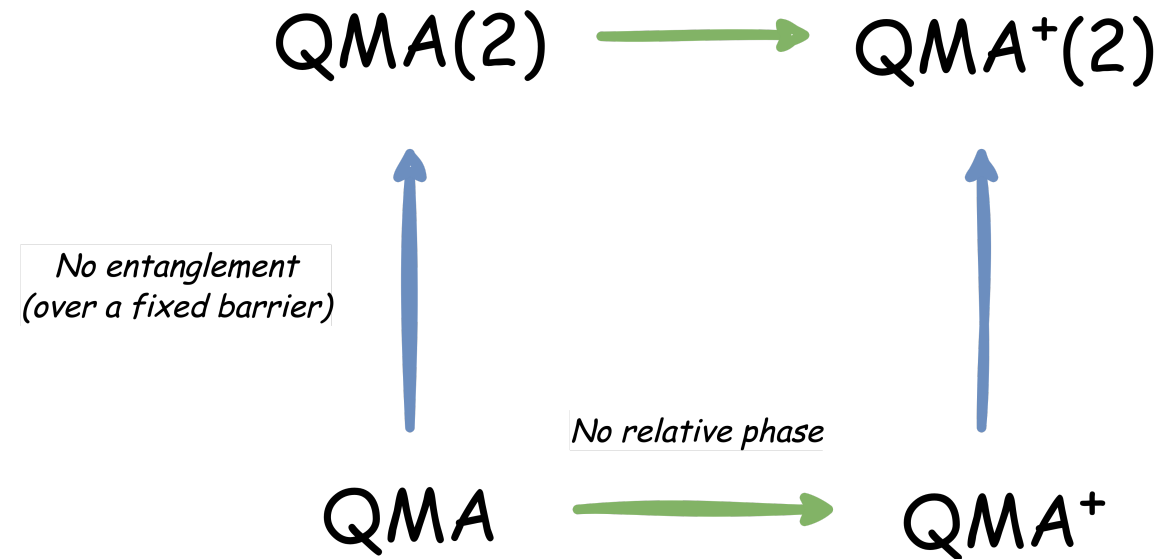 QMA(2)
QMA⁺(2)
No entanglement
(over a fixed barrier)
No relative phase
QMA
QMA⁺